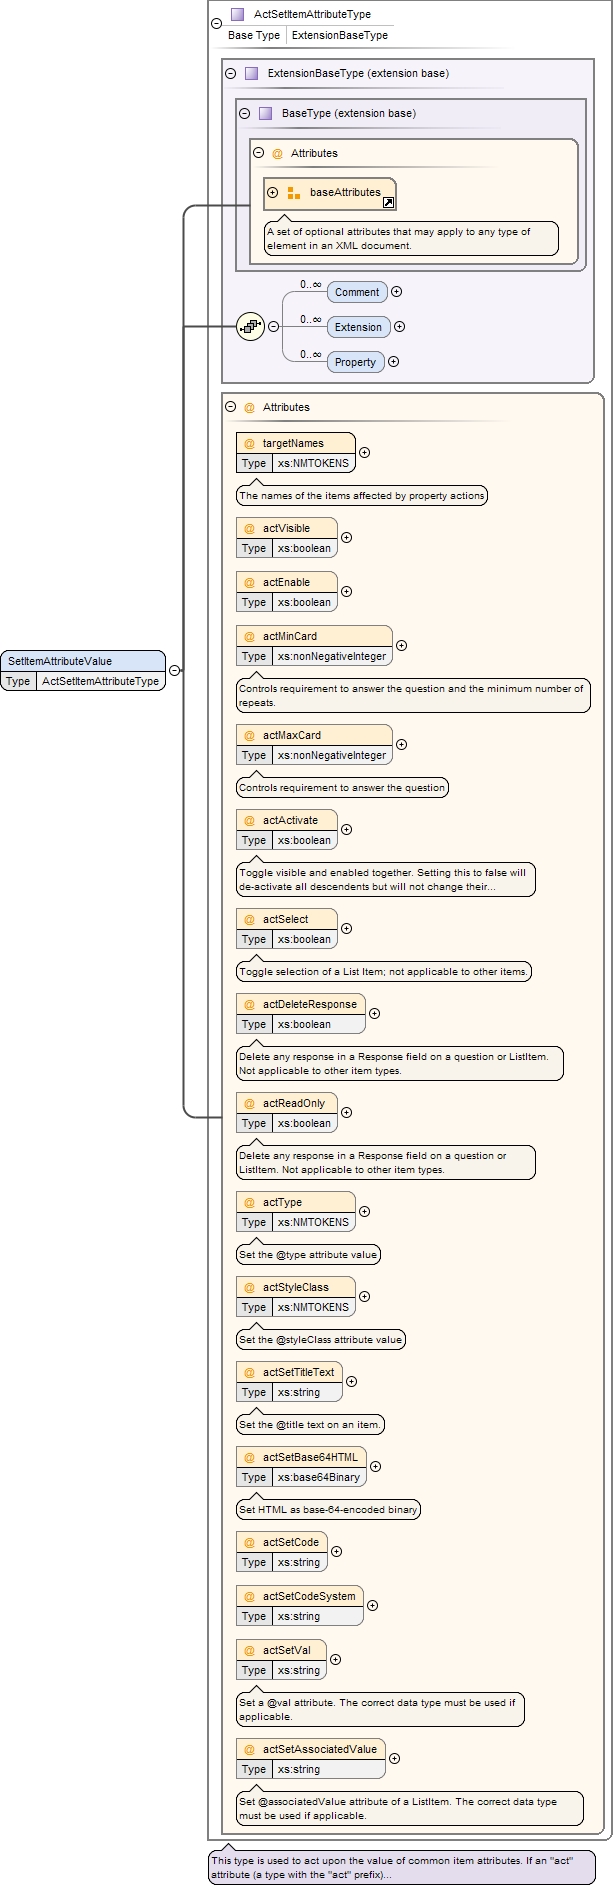 ActSetItemAttributeType
Base Type ExtensionBaseType
ExtensionBaseType (extension base)
BaseType (extension base)
@ Attributes
baseAttributes
A set of optional attributes that may apply to any type of
element in an XML document.
0..∞ Comment
0..∞ Extension
0..∞ Property
@ Attributes
@ targetNames
Type xs:NMTOKENS
The names of the items affected by property actions
@ actVisible
Type xs:boolean
@ actEnable
Type xs:boolean
@ actMinCard
Type xs:nonNegativeInteger
SetItemAttributeValue
Type ActSetItemAttributeType
Controls requirement to answer the question and the minimum number of
repeats.
@ actMaxCard
Type xs:nonNegativeInteger
Controls requirement to answer the question
@ actActivate
Type xs:boolean
Toggle visible and enabled together. Setting this to false will
de-activate all descendents but will not change their...
@ actSelect
Type xs:boolean
Toggle selection of a List Item; not applicable to other items.
@ actDeleteResponse
Type xs:boolean
Delete any response in a Response field on a question or ListItem.
Not applicable to other item types.
@ actReadOnly
Type xs:boolean
Delete any response in a Response field on a question or
ListItem. Not applicable to other item types.
@ actType
Type xs:NMTOKENS
Set the @type attribute value
@ actStyleClass
Type xs:NMTOKENS
Set the @styleClass attribute value
@ actSetTitleText
Type xs:string
Set the @title text on an item.
@ actSetBase64HTML
Type xs:base64Binary
Set HTML as base-64-encoded binary
@ actSetCode
Type xs:string
@ actSetCodeSystem
Type xs:string
@ actSetVal
Type xs:string
Set a @val attribute. The correct data type must be used if
applicable.
@ actSetAssociatedValue
Type xs:string
Set @associatedValue attribute of a ListItem. The correct data type
must be used if applicable.
This type is used to act upon the value of common item attributes. If an "act"
attribute (a type with the "act" prefix)...